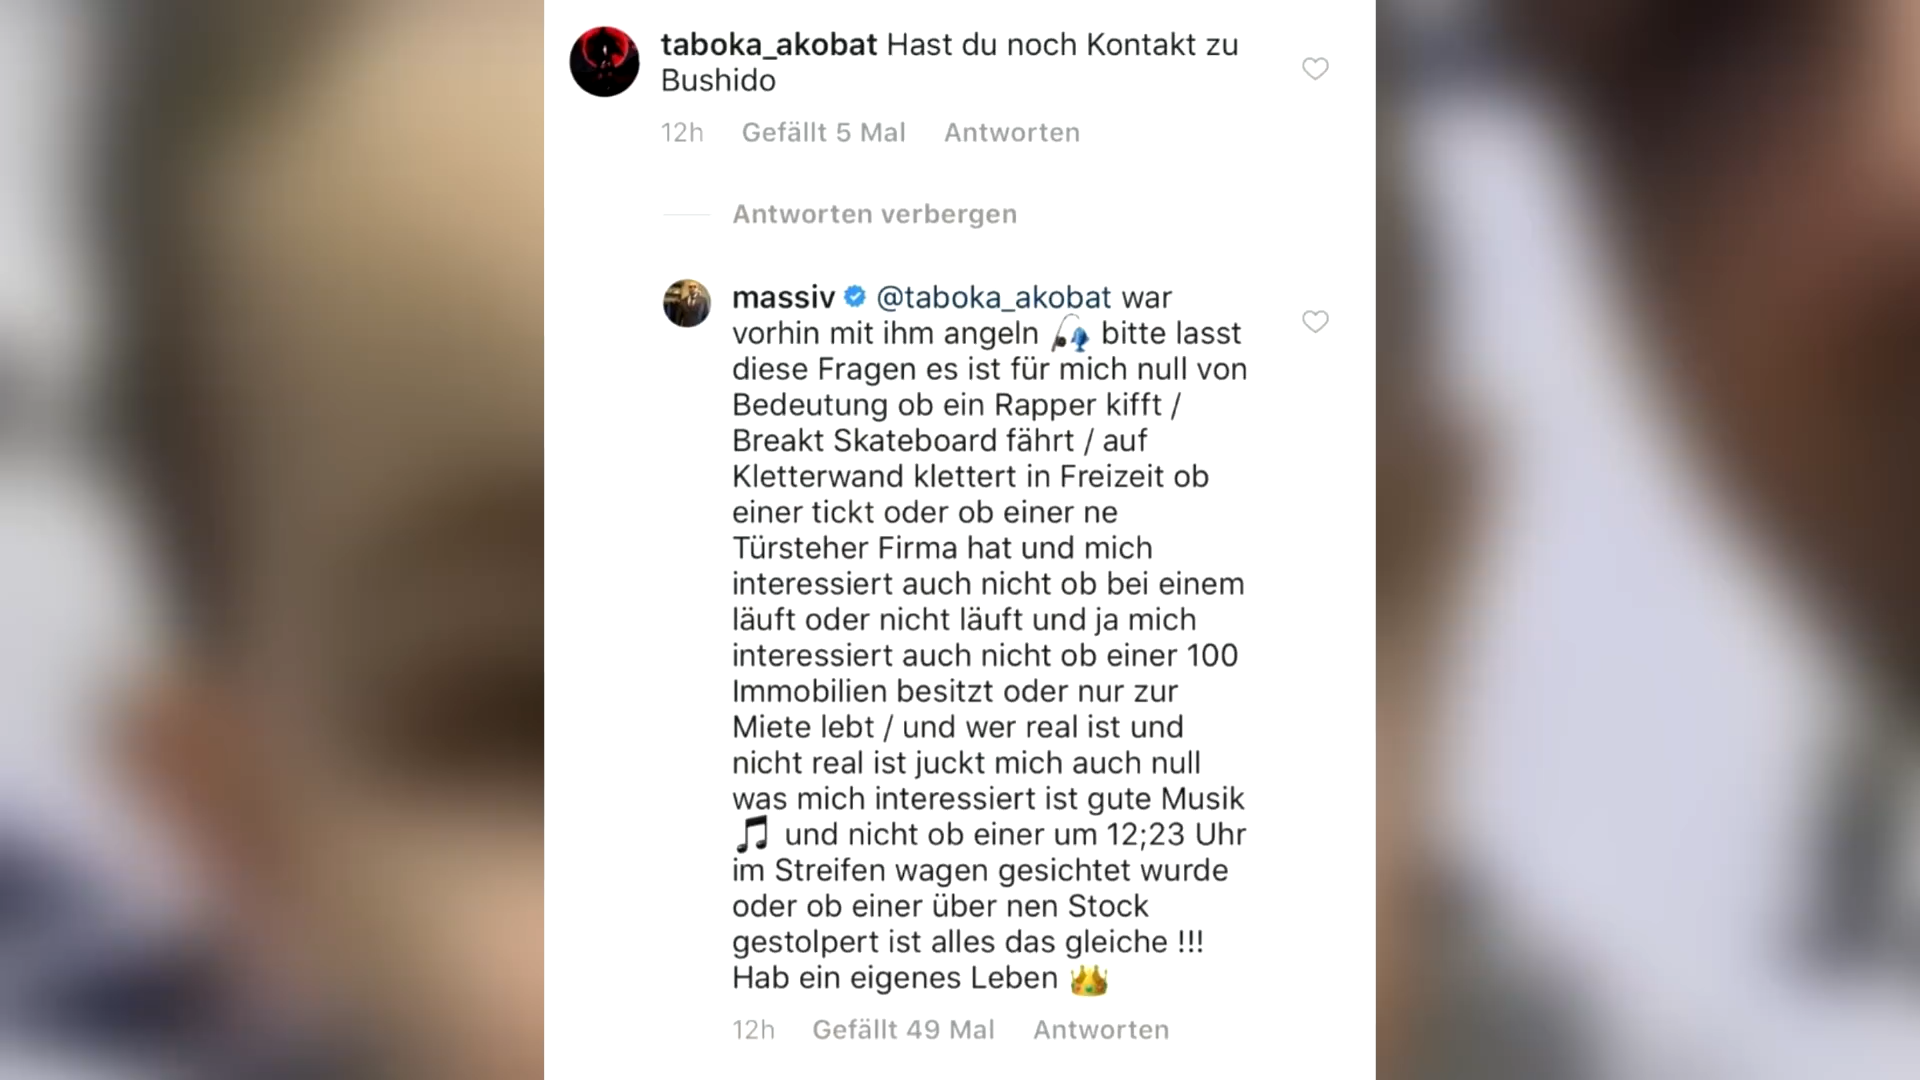 taboka_akobat Hast du noch Kontakt zu
Bushido
12h Gefällt 5 Mal Antworten
Antworten verbergen
massiv @taboka_akobat war
vorhin mit ihm angeln 🎣 bitte lasst
diese Fragen es ist für mich null von
Bedeutung ob ein Rapper kifft /
Breakt Skateboard fährt / auf
Kletterwand klettert in Freizeit ob
einer tickt oder ob einer ne
Türsteher Firma hat und mich
interessiert auch nicht ob bei einem
läuft oder nicht läuft und ja mich
interessiert auch nicht ob einer 100
Immobilien besitzt oder nur zur
Miete lebt / und wer real ist und
nicht real ist juckt mich auch null
was mich interessiert ist gute Musik
🎵 und nicht ob einer um 12;23 Uhr
im Streifen wagen gesichtet wurde
oder ob einer über nen Stock
gestolpert ist alles das gleiche !!!
Hab ein eigenes Leben 👑
12h Gefällt 49 Mal Antworten